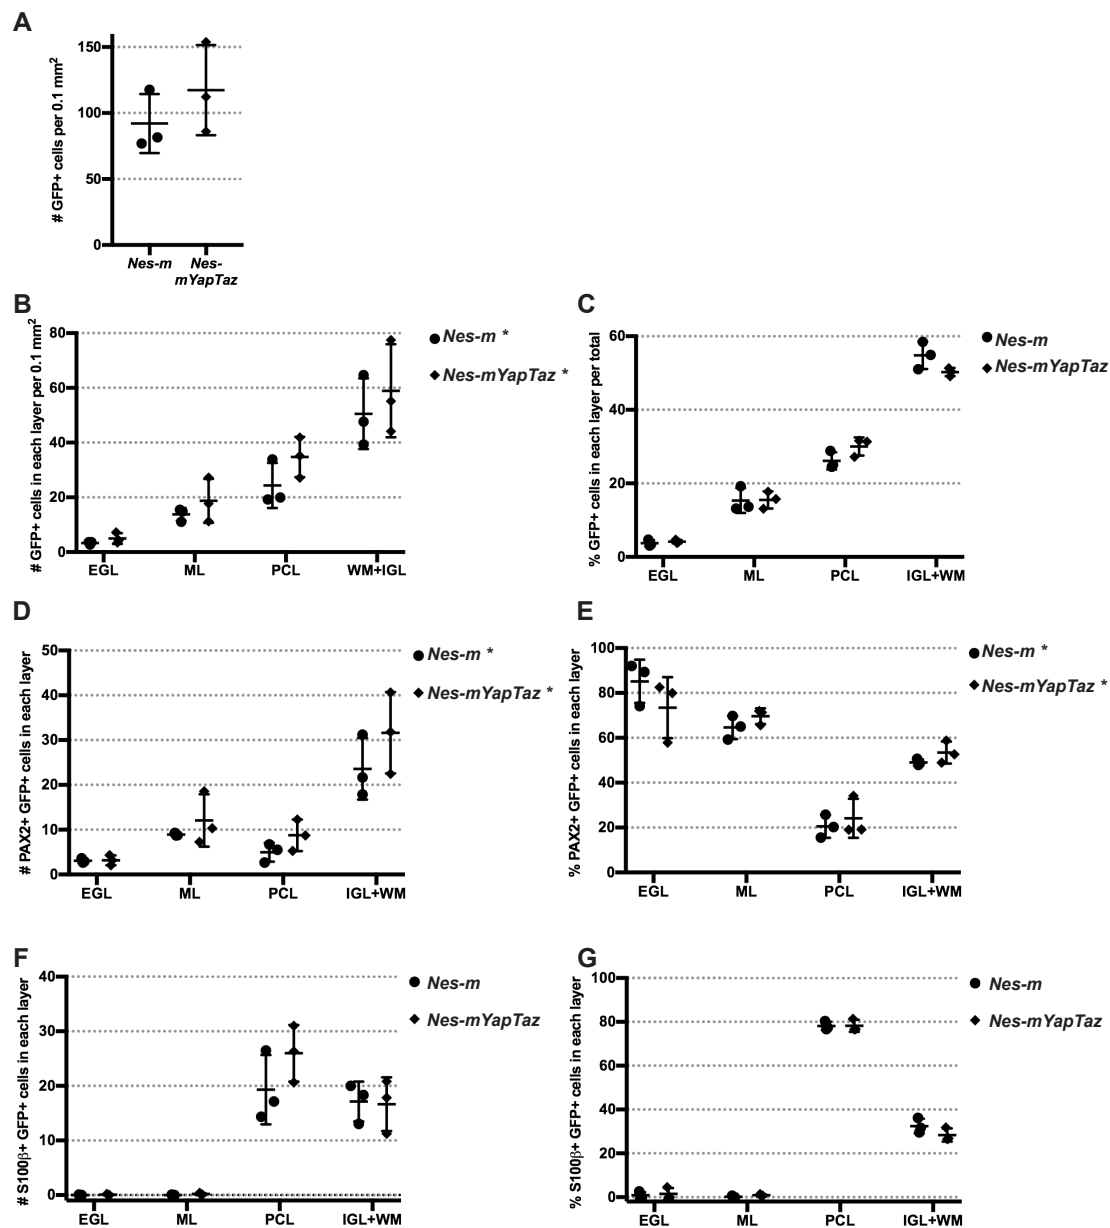 A
# GFP+ cells per 0.1 mm²
150
100
50
0
Nes-m
Nes-
mYapTaz
B
# GFP+ cells in each layer per 0.1 mm²
80
60
40
20
0
EGL ML PCL WM+IGL
Nes-m *
Nes-mYapTaz *
C
% GFP+ cells in each layer per total
60
40
20
0
EGL ML PCL IGL+WM
Nes-m
Nes-mYapTaz
D
# PAX2+ GFP+ cells in each layer
50
40
30
20
10
0
EGL ML PCL IGL+WM
Nes-m *
Nes-mYapTaz *
E
% PAX2+ GFP+ cells in each layer
100
80
60
40
20
0
EGL ML PCL IGL+WM
Nes-m *
Nes-mYapTaz *
F
# S100β+ GFP+ cells in each layer
40
30
20
10
0
EGL ML PCL IGL+WM
Nes-m
Nes-mYapTaz
G
% S100β+ GFP+ cells in each layer
100
80
60
40
20
0
EGL ML PCL IGL+WM
Nes-m
Nes-mYapTaz